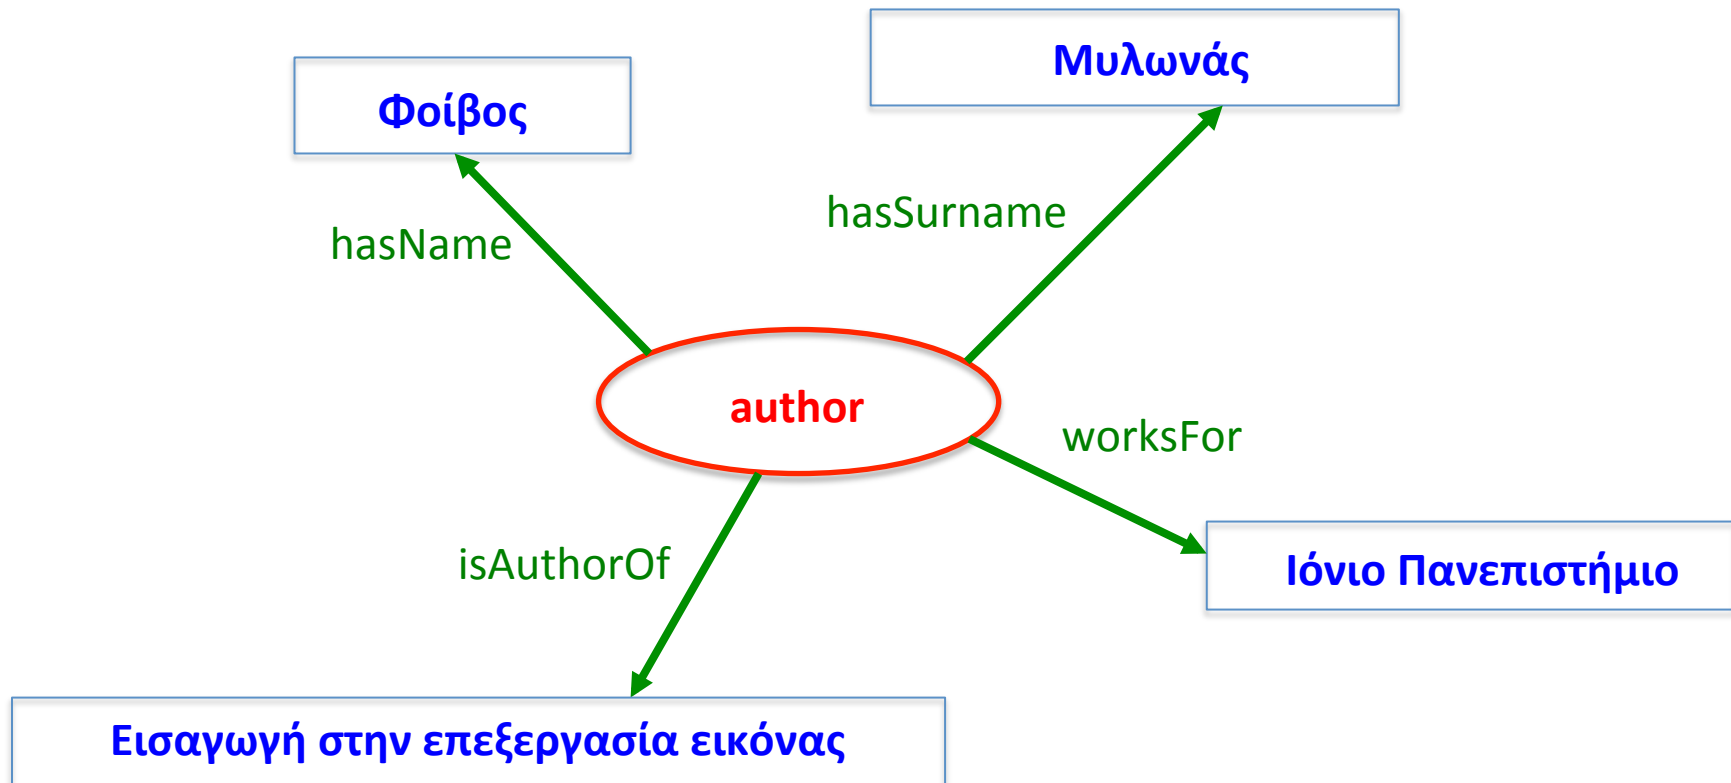 Μυλωνάς
Φοίβος
hasSurname
hasName
author
worksFor
isAuthorOf
Ιόνιο Πανεπιστήμιο
Εισαγωγή στην επεξεργασία εικόνας